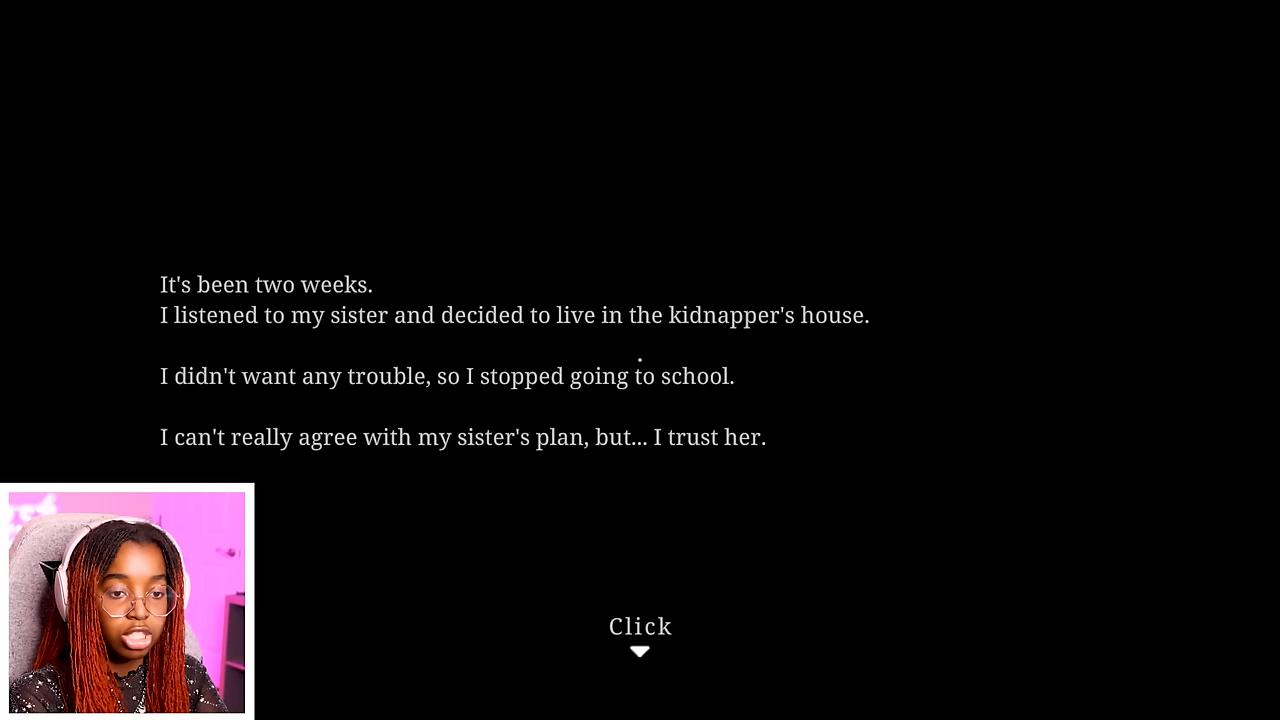 It's been two weeks.
I listened to my sister and decided to live in the kidnapper's house.
I didn't want any trouble, so I stopped going to school.
I can't really agree with my sister's plan, but... I trust her.
Click